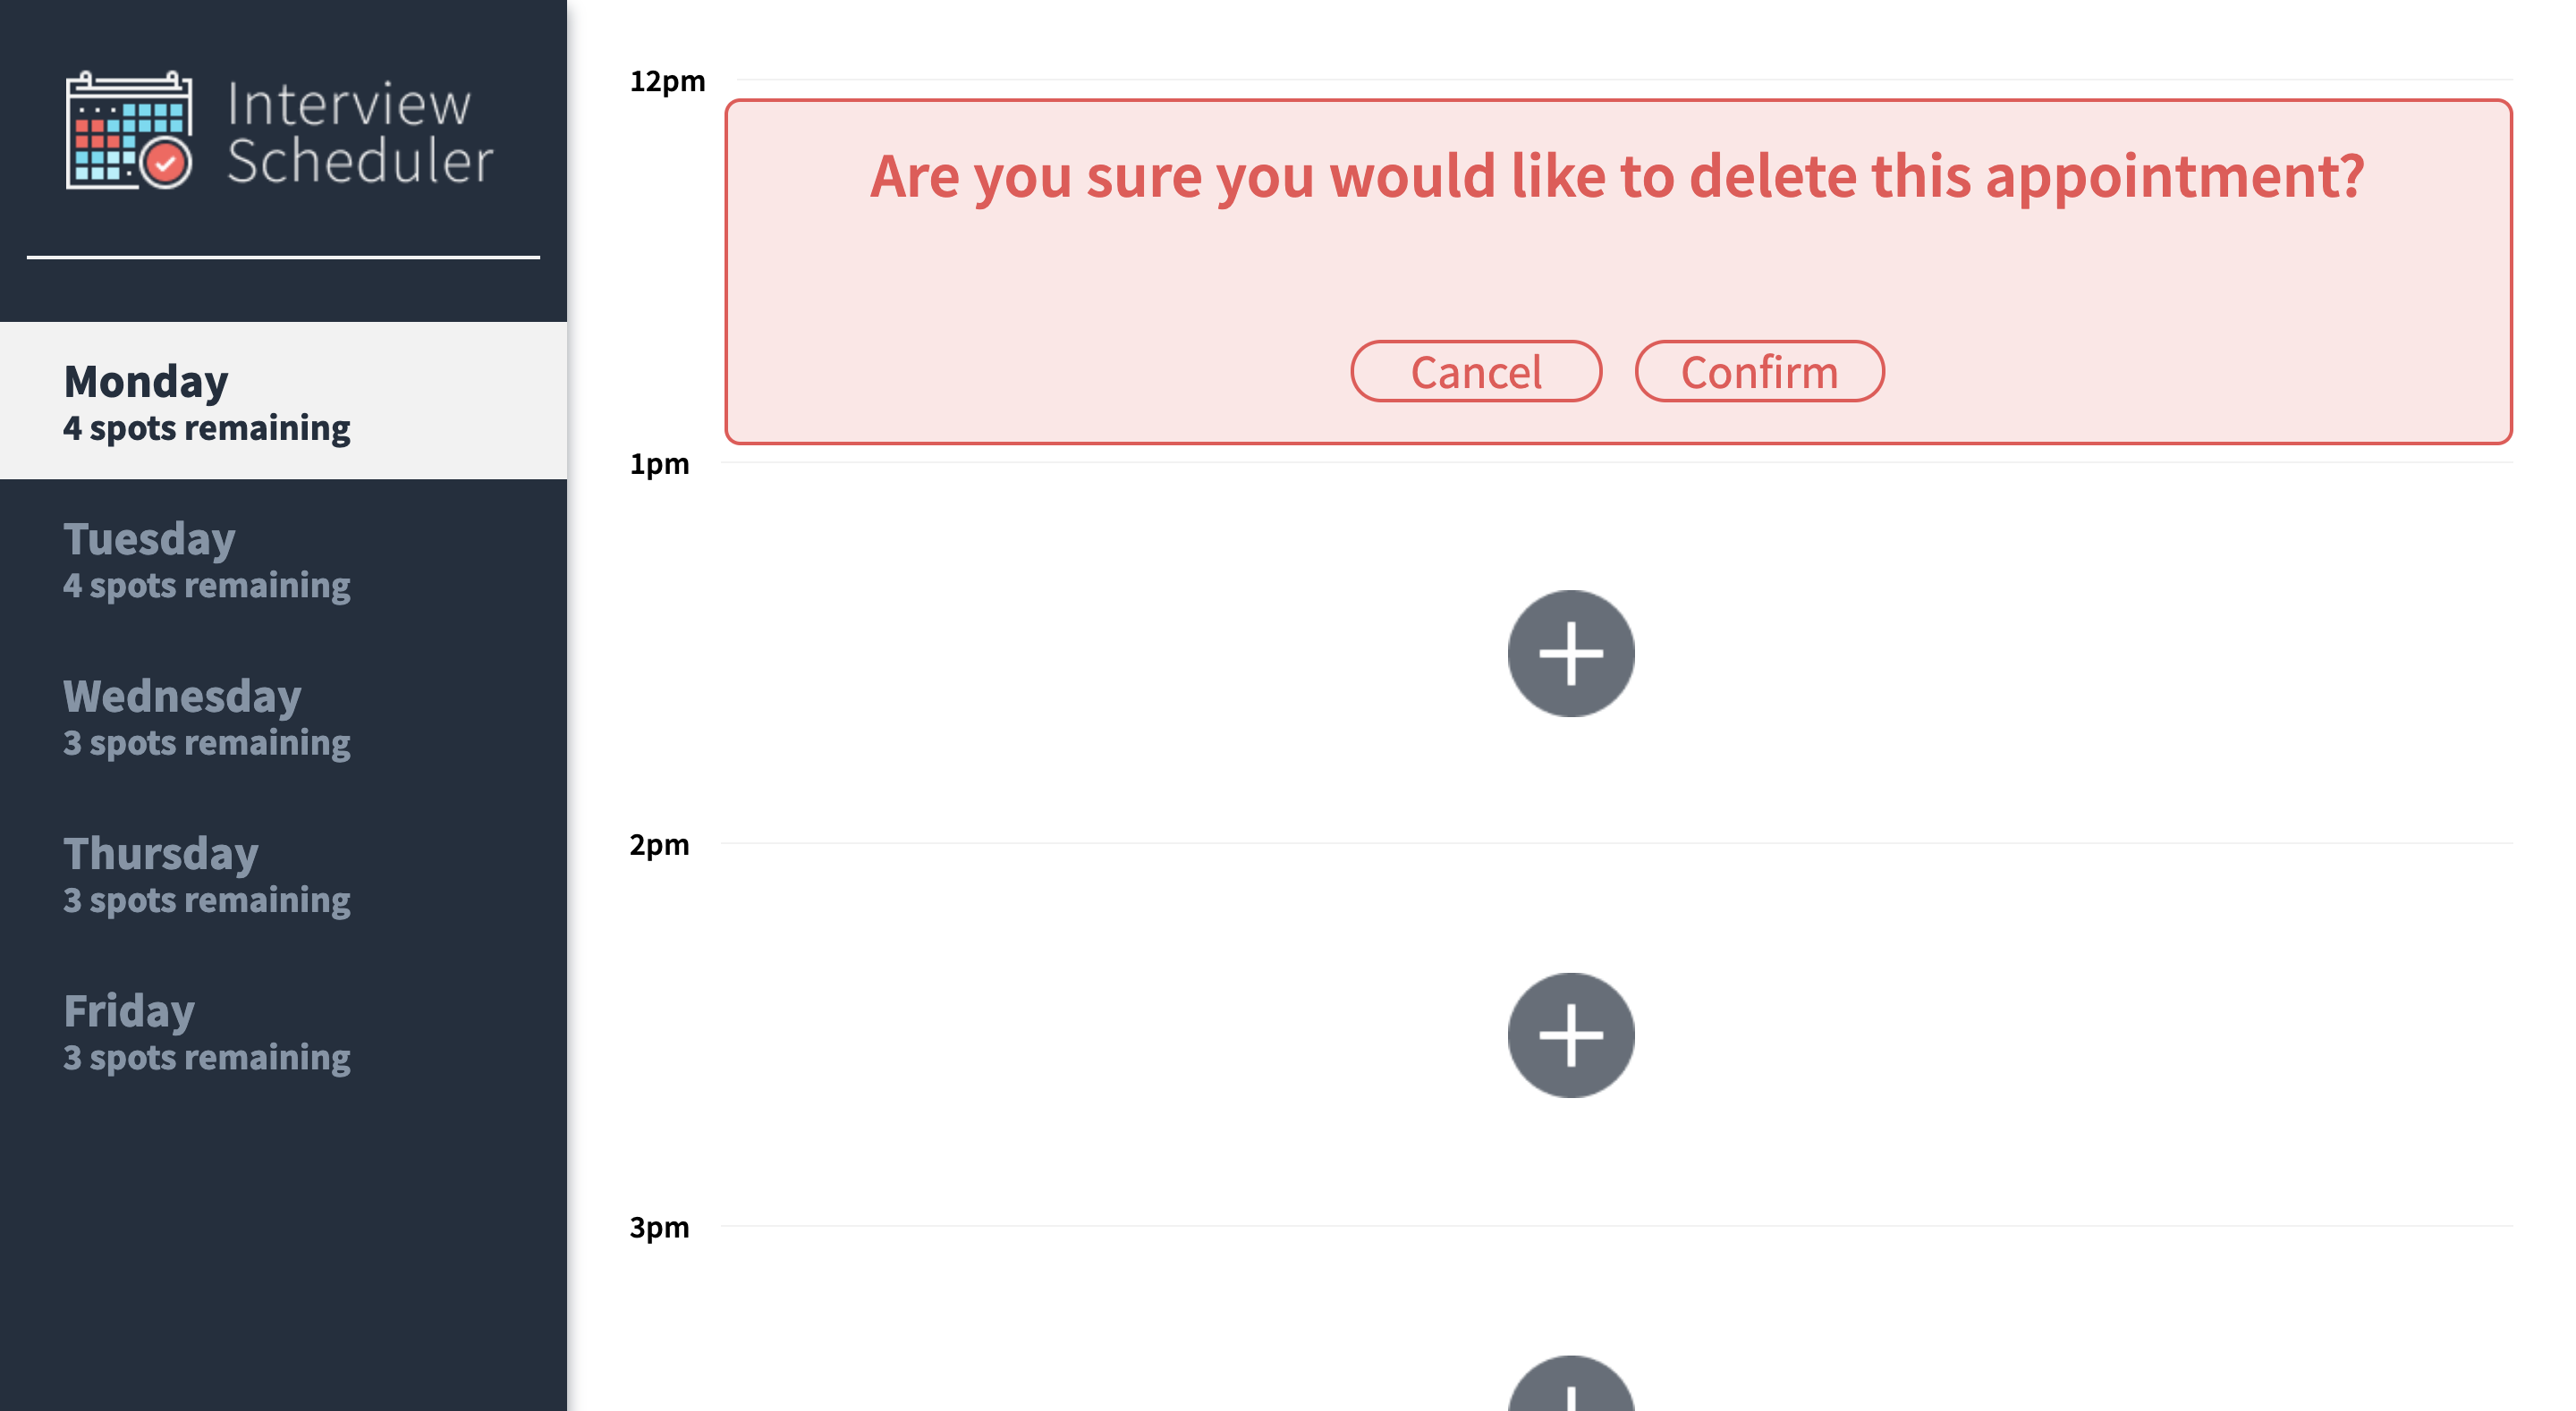 Interview
Scheduler
Monday
4 spots remaining
Tuesday
4 spots remaining
Wednesday
3 spots remaining
Thursday
3 spots remaining
Friday
3 spots remaining
12pm
Are you sure you would like to delete this appointment?
Cancel
Confirm
1pm
2pm
3pm